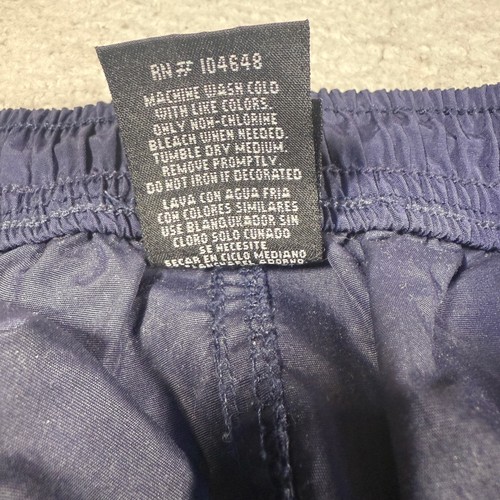 RN# 104648
MACHINE WASH COLD
WITH LIKE COLORS.
ONLY NON-CHLORINE
BLEACH WHEN NEEDED.
TUMBLE DRY MEDIUM.
REMOVE PROMPTLY.
DO NOT IRON IF DECORATED
LAVA CON AGUA FRIA
CON COLORES SIMILARES
USE BLANQUKADOR SIN
CLORO SOLO CUNADO
SE NECESITE
SECAR EN CICLO MEDIANO